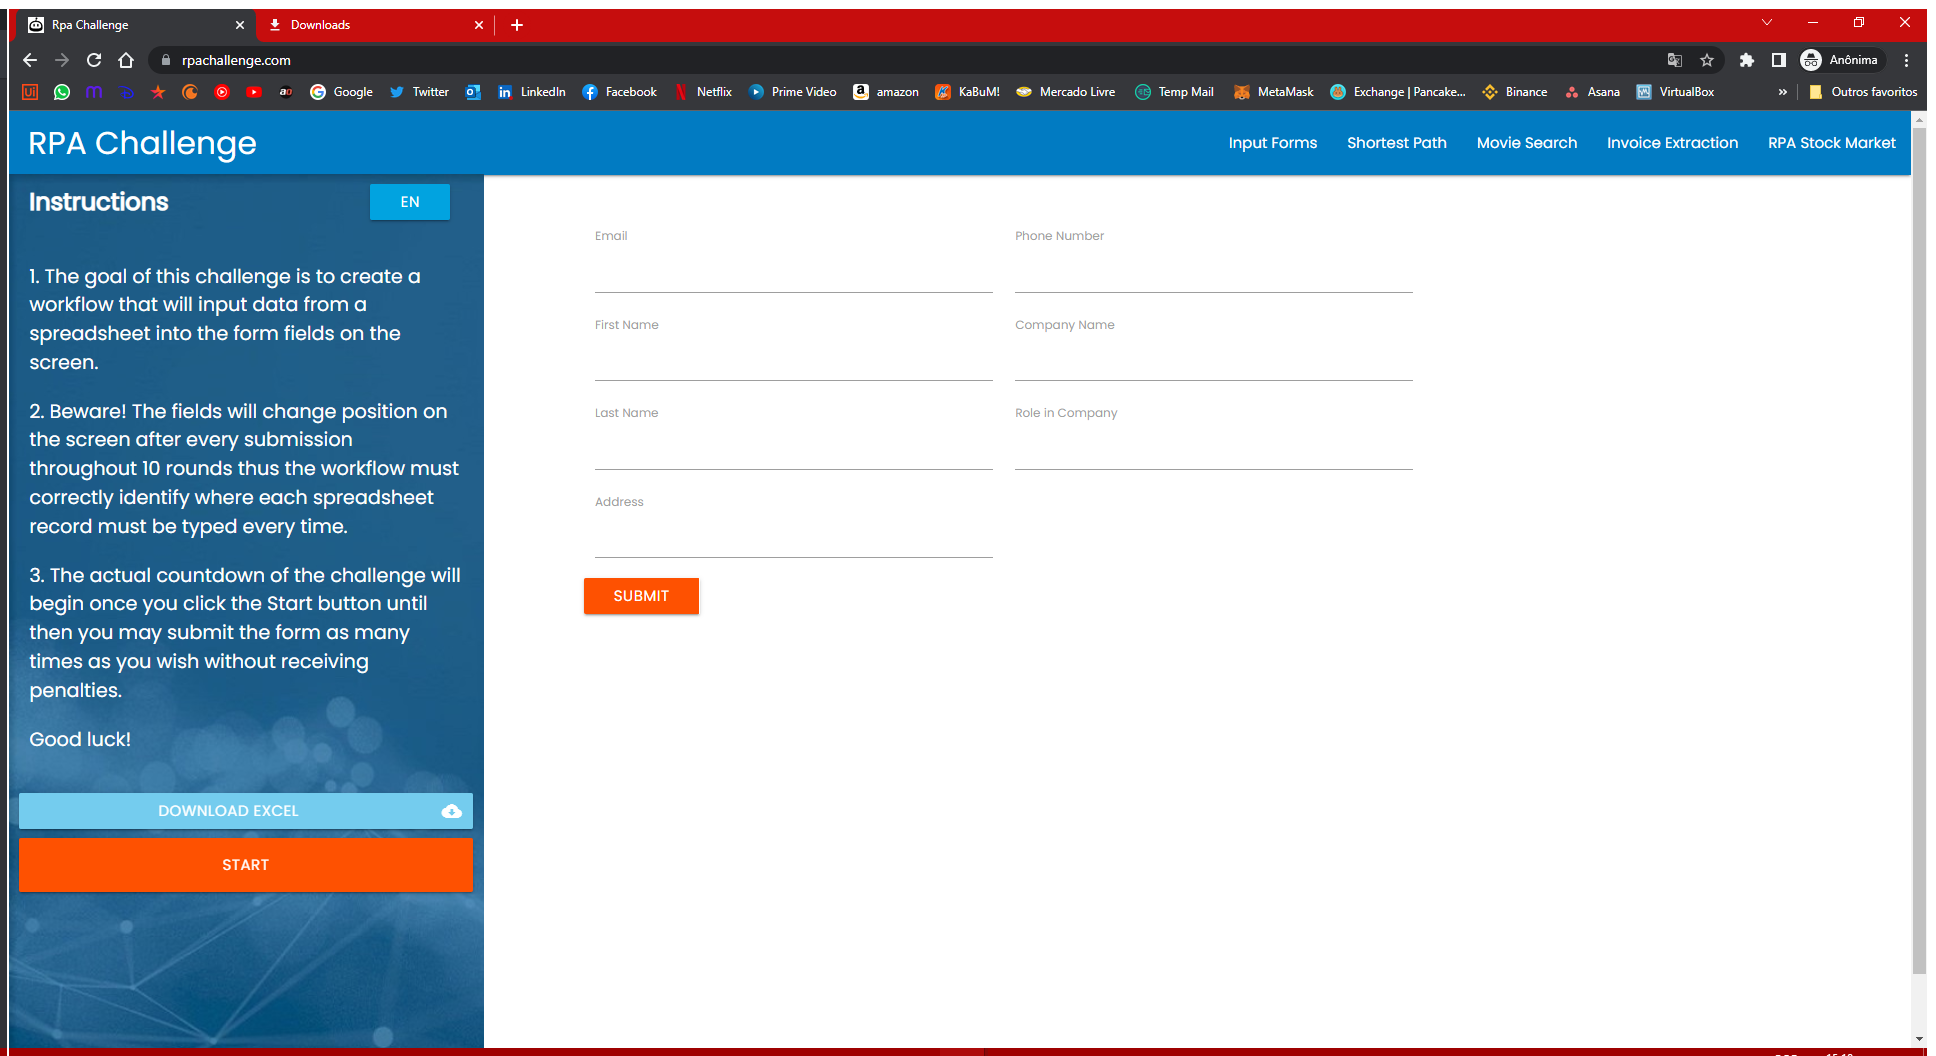 Rpa Challenge
Downloads
rpachallenge.com
Anônima
Google
Twitter
LinkedIn
Facebook
Netflix
Prime Video
amazon
KaBuM!
Mercado Livre
Temp Mail
MetaMask
Exchange | Pancake...
Binance
Asana
VirtualBox
»
Outros favoritos
RPA Challenge
Input Forms
Shortest Path
Movie Search
Invoice Extraction
RPA Stock Market
Instructions
EN
1. The goal of this challenge is to create a
workflow that will input data from a
spreadsheet into the form fields on the
screen.
2. Beware! The fields will change position on
the screen after every submission
throughout 10 rounds thus the workflow must
correctly identify where each spreadsheet
record must be typed every time.
3. The actual countdown of the challenge will
begin once you click the Start button until
then you may submit the form as many
times as you wish without receiving
penalties.
Good luck!
DOWNLOAD EXCEL
START
Email
Phone Number
First Name
Company Name
Last Name
Role in Company
Address
SUBMIT